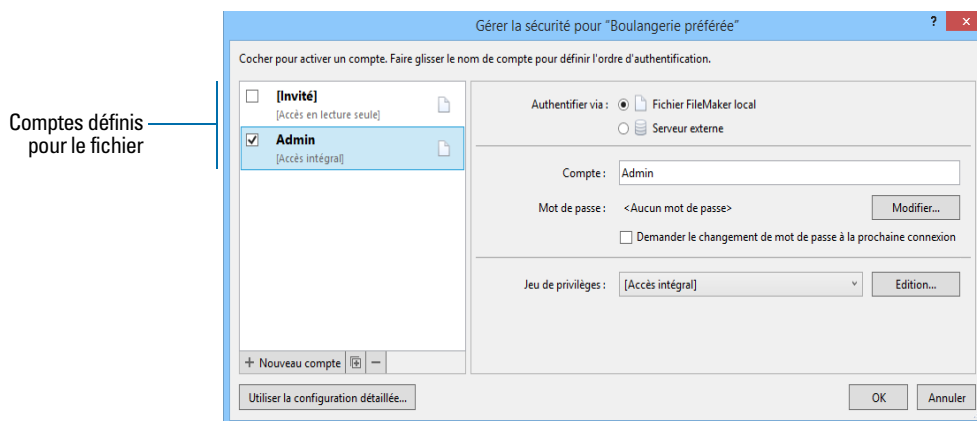 Gérer la sécurité pour “Boulangerie préférée”
? x
Cocher pour activer un compte. Faire glisser le nom de compte pour définir l'ordre d'authentification.
Comptes définis
pour le fichier
[Invité]
[Accès en lecture seule]
Admin
[Accès intégral]
Authentifier via : Fichier FileMaker local
Serveur externe
Compte : Admin
Mot de passe : <Aucun mot de passe> Modifier...
Demander le changement de mot de passe à la prochaine connexion
Jeu de privilèges : [Accès intégral] Edition...
+ Nouveau compte −
Utiliser la configuration détaillée... OK Annuler